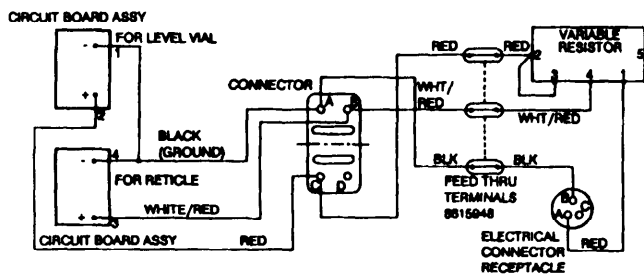 CIRCUIT BOARD ASSY
FOR LEVEL VIAL
-
1
+
2
CONNECTOR
A
B
C
D
BLACK
(GROUND)
-
4
FOR RETICLE
+
3
WHITE/RED
CIRCUIT BOARD ASSY
RED
RED
RED
WHT/
RED
WHT/RED
BLK
BLK
FEED THRU
TERMINALS
8615948
VARIABLE
RESISTOR
2
5
3
4
1
B
A
C
ELECTRICAL
CONNECTOR
RECEPTACLE
RED